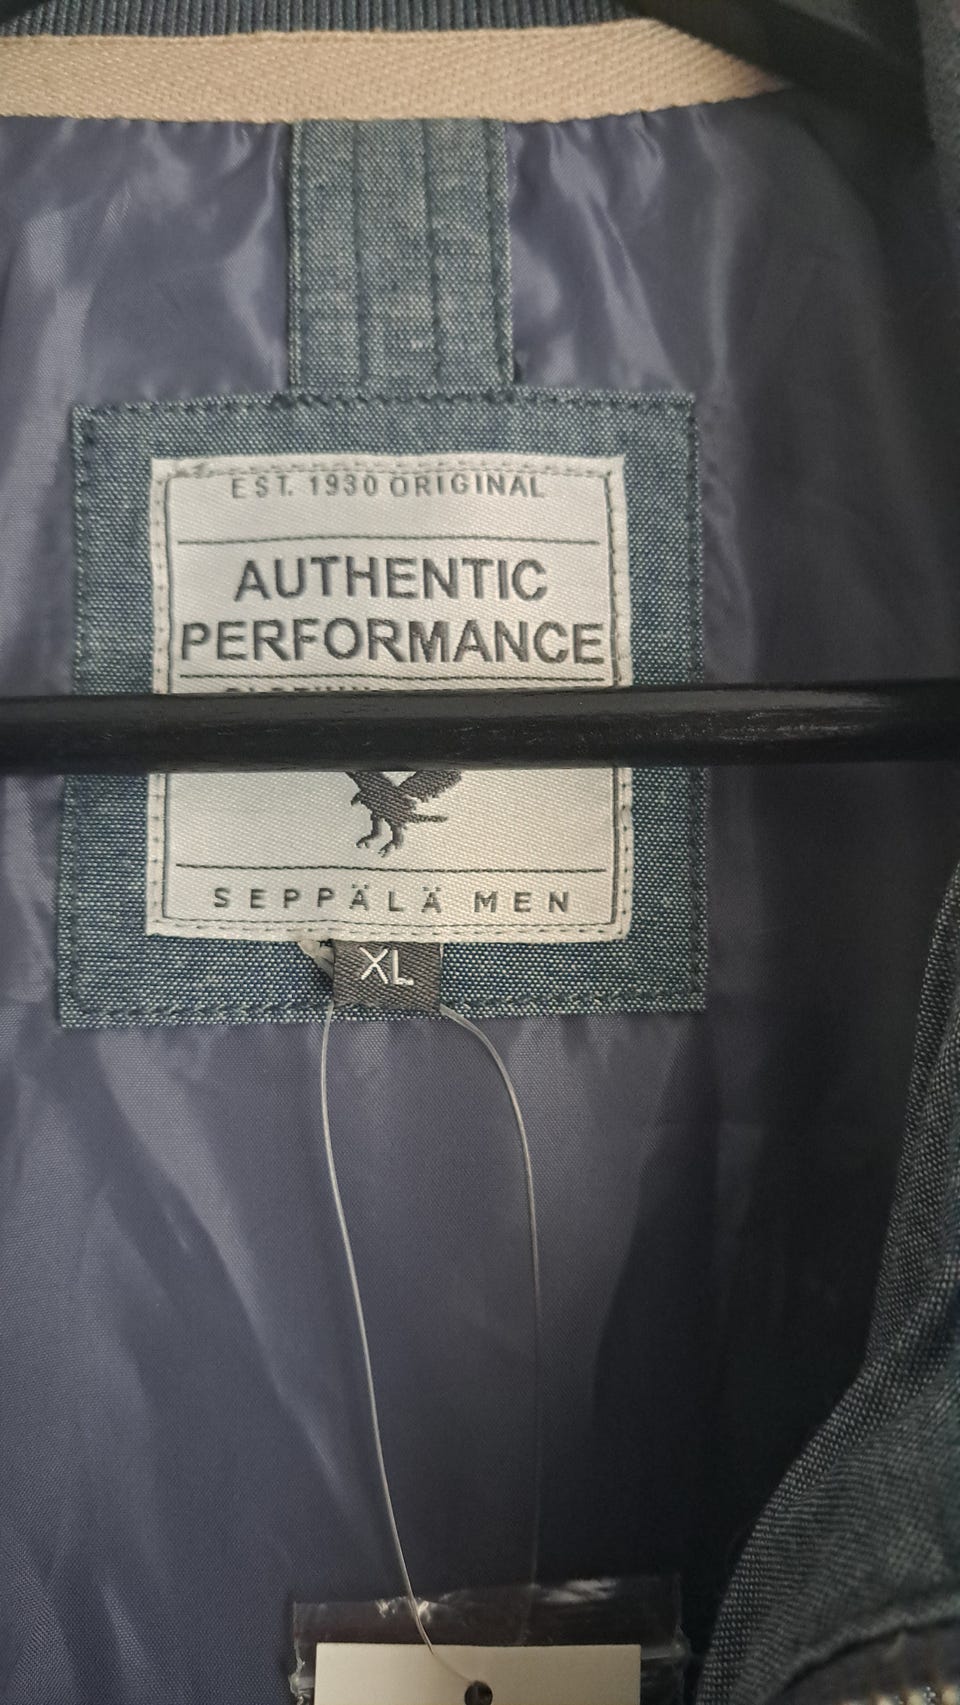 EST. 1930 ORIGINAL
AUTHENTIC
PERFORMANCE
SEPPÄLÄ MEN
XL